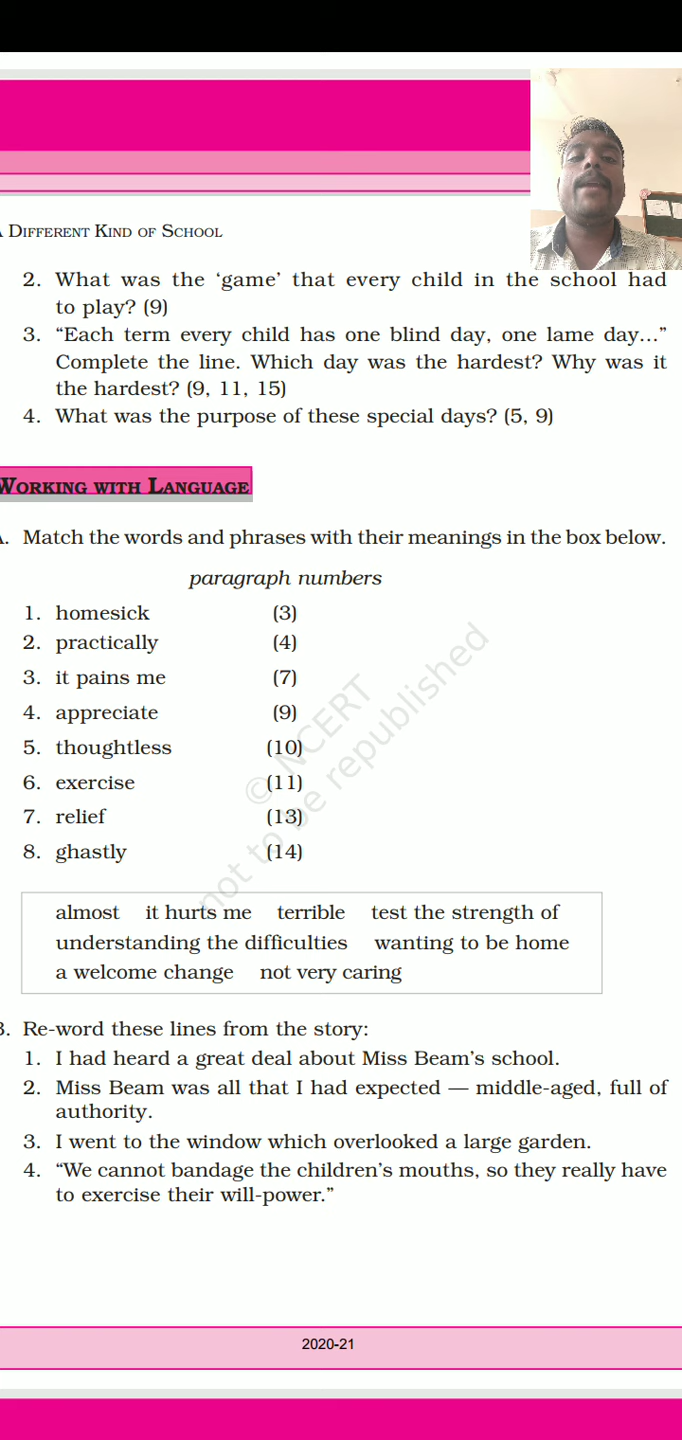 A DIFFERENT KIND OF SCHOOL
2. What was the ‘game’ that every child in the school had
to play? (9)
3. “Each term every child has one blind day, one lame day...”
Complete the line. Which day was the hardest? Why was it
the hardest? (9, 11, 15)
4. What was the purpose of these special days? (5, 9)
WORKING WITH LANGUAGE
A. Match the words and phrases with their meanings in the box below.
paragraph numbers
1. homesick (3)
2. practically (4)
3. it pains me (7)
4. appreciate (9)
5. thoughtless (10)
6. exercise (11)
7. relief (13)
8. ghastly (14)
© NCERT
not to be republished
almost it hurts me terrible test the strength of
understanding the difficulties wanting to be home
a welcome change not very caring
B. Re-word these lines from the story:
1. I had heard a great deal about Miss Beam’s school.
2. Miss Beam was all that I had expected — middle-aged, full of
authority.
3. I went to the window which overlooked a large garden.
4. “We cannot bandage the children’s mouths, so they really have
to exercise their will-power.”
2020-21